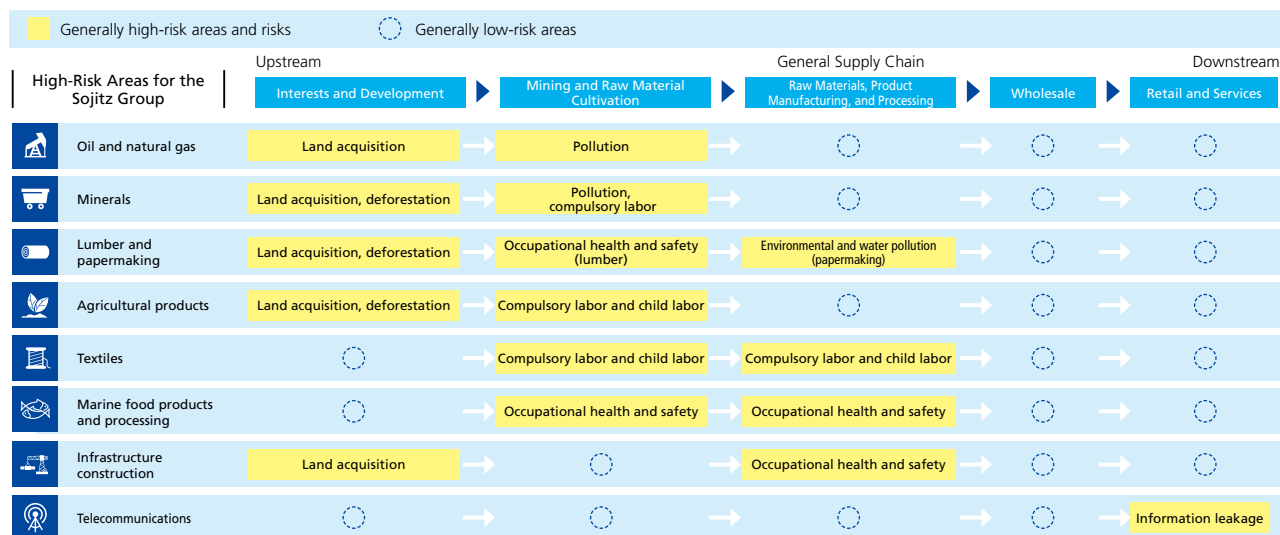 Generally high-risk areas and risks
Generally low-risk areas
High-Risk Areas for the
Sojitz Group
Upstream
General Supply Chain
Downstream
Interests and Development
Mining and Raw Material
Cultivation
Raw Materials, Product
Manufacturing, and Processing
Wholesale
Retail and Services
Oil and natural gas
Land acquisition
Pollution
Minerals
Land acquisition, deforestation
Pollution,
compulsory labor
Lumber and
papermaking
Land acquisition, deforestation
Occupational health and safety
(lumber)
Environmental and water pollution
(papermaking)
Agricultural products
Land acquisition, deforestation
Compulsory labor and child labor
Textiles
Compulsory labor and child labor
Compulsory labor and child labor
Marine food products
and processing
Occupational health and safety
Occupational health and safety
Infrastructure
construction
Land acquisition
Occupational health and safety
Telecommunications
Information leakage